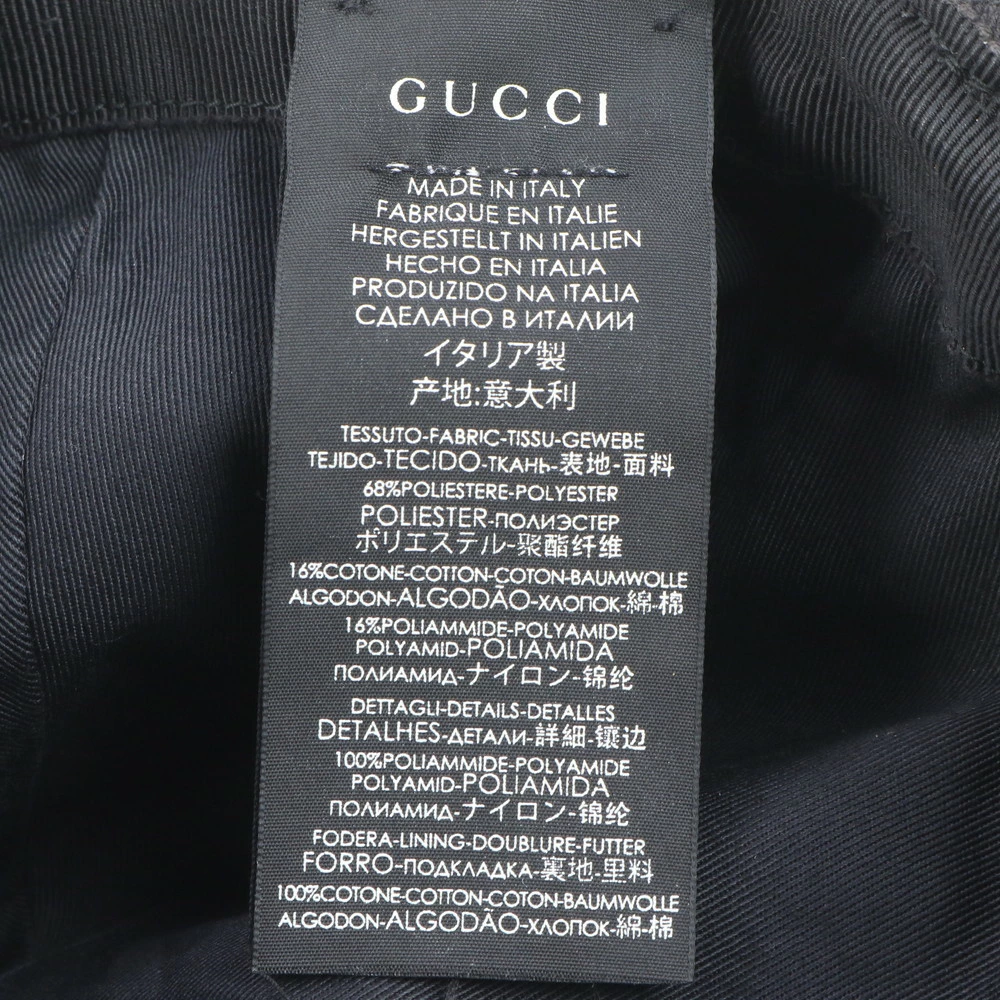 GUCCI
MADE IN ITALY
FABRIQUE EN ITALIE
HERGESTELLT IN ITALIEN
HECHO EN ITALIA
PRODUZIDO NA ITALIA
СДЕЛАНО В ИТАЛИИ
イタリア製
产地:意大利
TESSUTO-FABRIC-TISSU-GEWEBE
TEJIDO-TECIDO-ТКАНЬ-表地-面料
68%POLIESTERE-POLYESTER
POLIESTER-ПОЛИЭСТЕР
ポリエステル-聚酯纤维
16%COTONE-COTTON-COTON-BAUMWOLLE
ALGODON-ALGODÃO-ХЛОПОК-綿-棉
16%POLIAMMIDE-POLYAMIDE
POLYAMID-POLIAMIDA
ПОЛИАМИД-ナイロン-锦纶
DETTAGLI-DETAILS-DETALLES
DETALHES-ДЕТАЛИ-詳細-镶边
100%POLIAMMIDE-POLYAMIDE
POLYAMID-POLIAMIDA
ПОЛИАМИД-ナイロン-锦纶
FODERA-LINING-DOUBLURE-FUTTER
FORRO-ПОДКЛАДКА-裏地-里料
100%COTONE-COTTON-COTON-BAUMWOLLE
ALGODON-ALGODÃO-ХЛОПОК-綿-棉